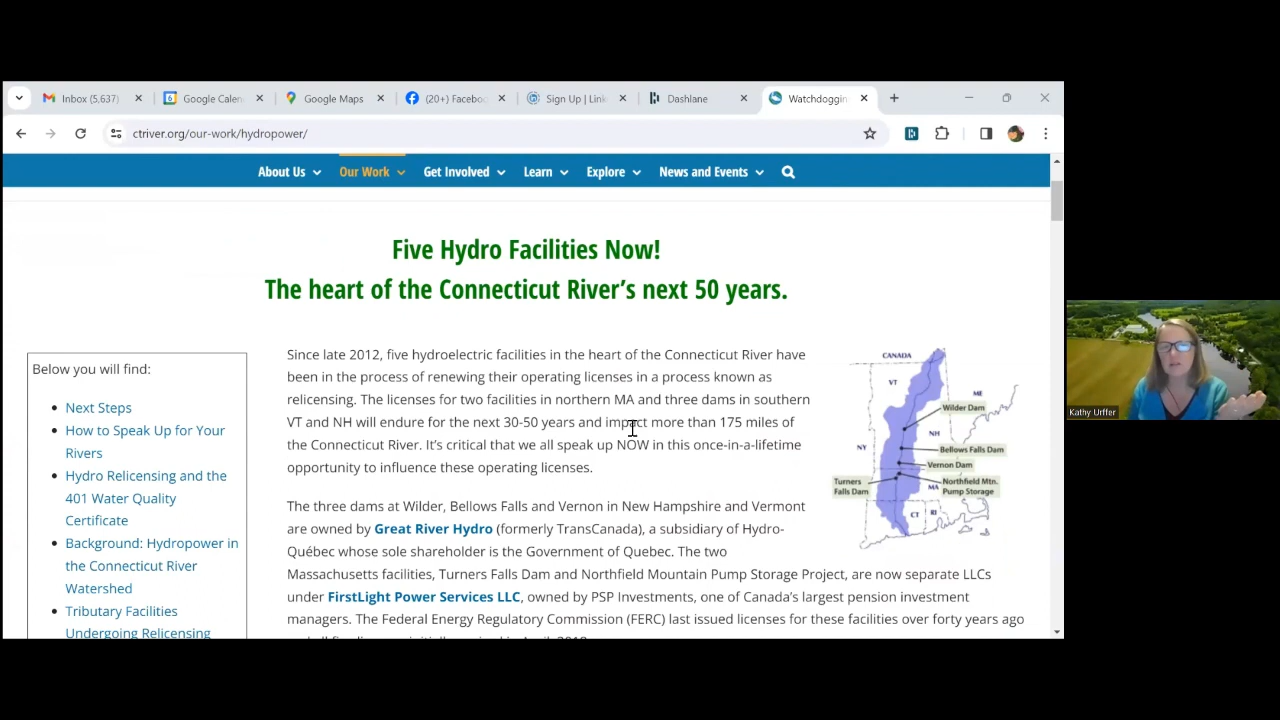 Inbox (5,637)
Google Calen
Google Maps
(20+) Facebo
Sign Up | Link
Dashlane
Watchdoggin
ctriver.org/our-work/hydropower/
About Us
Our Work
Get Involved
Learn
Explore
News and Events
Five Hydro Facilities Now!
The heart of the Connecticut River's next 50 years.
Below you will find:
Next Steps
How to Speak Up for Your
Rivers
Hydro Relicensing and the
401 Water Quality
Certificate
Background: Hydropower in
the Connecticut River
Watershed
Tributary Facilities
Undergoing Relicensing
Since late 2012, five hydroelectric facilities in the heart of the Connecticut River have
been in the process of renewing their operating licenses in a process known as
relicensing. The licenses for two facilities in northern MA and three dams in southern
VT and NH will endure for the next 30-50 years and impact more than 175 miles of
the Connecticut River. It's critical that we all speak up NOW in this once-in-a-lifetime
opportunity to influence these operating licenses.
The three dams at Wilder, Bellows Falls and Vernon in New Hampshire and Vermont
are owned by Great River Hydro (formerly TransCanada), a subsidiary of Hydro-
Québec whose sole shareholder is the Government of Quebec. The two
Massachusetts facilities, Turners Falls Dam and Northfield Mountain Pump Storage Project, are now separate LLCs
under FirstLight Power Services LLC, owned by PSP Investments, one of Canada's largest pension investment
managers. The Federal Energy Regulatory Commission (FERC) last issued licenses for these facilities over forty years ago
CANADA
VT
ME
Wilder Dam
NY
NH
Bellows Falls Dam
Vernon Dam
Turners
Falls Dam
MA
Northfield Mtn.
Pump Storage
CT
RI
Kathy Urffer